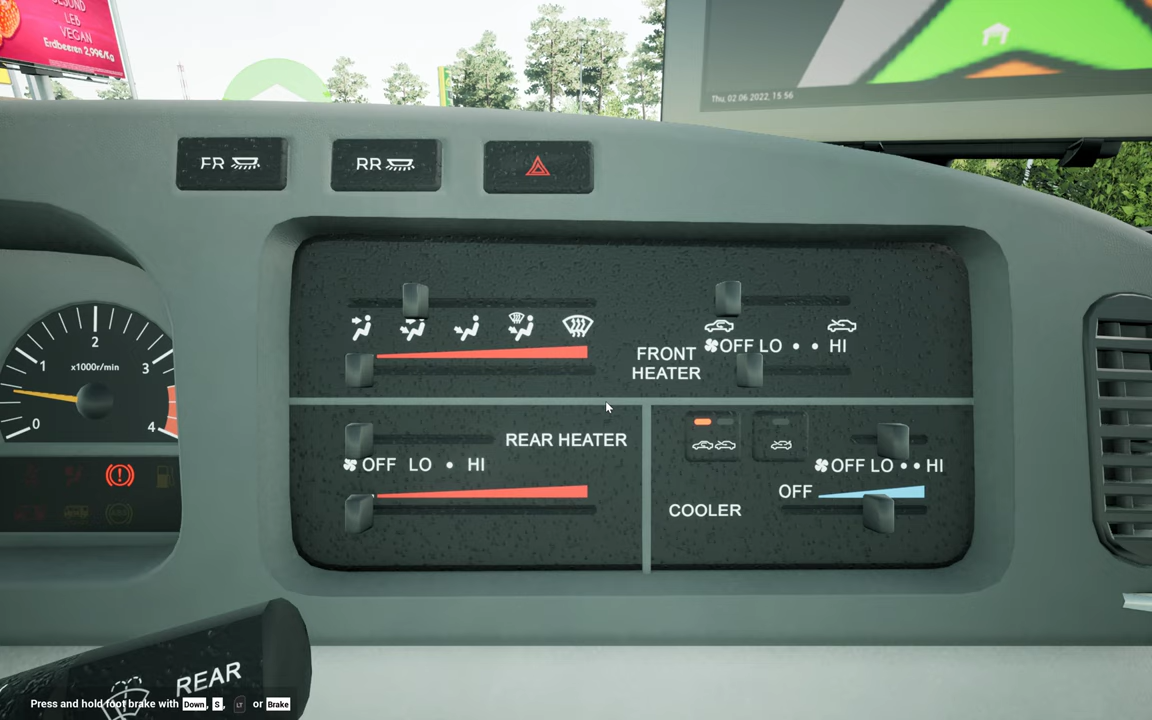 GESUND
LEB
VEGAN
Erdbeeren 2,99€/Kg
Thu, 02 06 2022, 15:56
FR
RR
2
1
3
x1000r/min
0
4
OFF LO • • HI
FRONT
HEATER
REAR HEATER
OFF LO • HI
OFF LO • • HI
OFF
COOLER
REAR
Press and hold foot brake with Down, S, LT or Brake